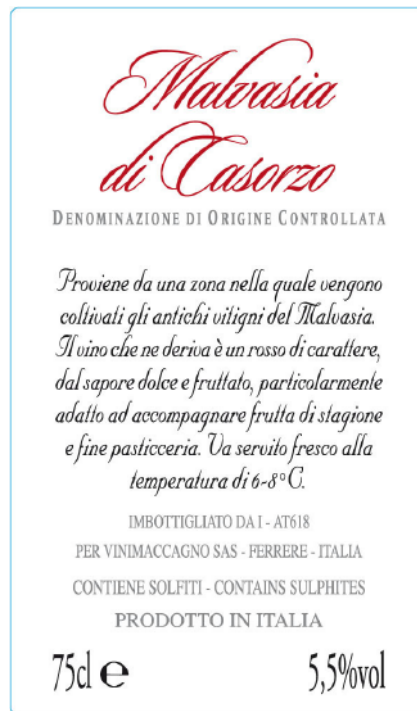 Malvasia
di Casorzo
DENOMINAZIONE DI ORIGINE CONTROLLATA
Proviene da una zona nella quale vengono
coltivati gli antichi vitigni del Malvasia.
Il vino che ne deriva è un rosso di carattere,
dal sapore dolce e fruttato, particolarmente
adatto ad accompagnare frutta di stagione
e fine pasticceria. Va servito fresco alla
temperatura di 6-8°C.
IMBOTTIGLIATO DA I - AT618
PER VINIMACCAGNO SAS - FERRERE - ITALIA
CONTIENE SOLFITI - CONTAINS SULPHITES
PRODOTTO IN ITALIA
75cl e 5,5%vol